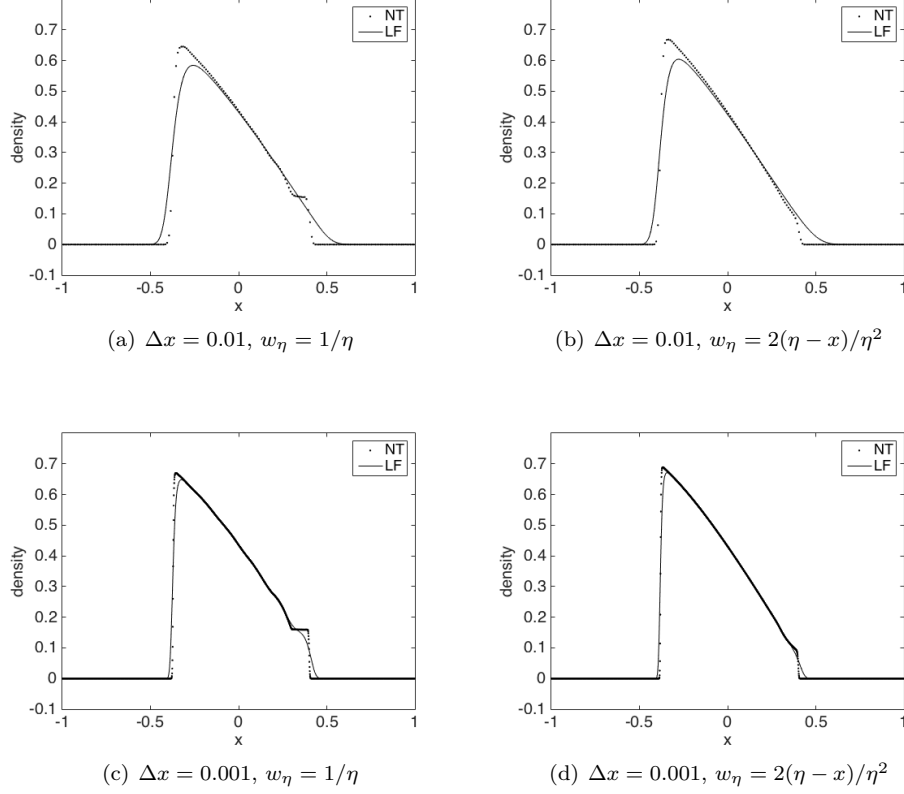 0.7
0.6
0.5
0.4
0.3
0.2
0.1
0
-0.1
density
-1
-0.5
0
0.5
1
x
NT
LF
(a) Δx = 0.01, wη = 1/η
0.7
0.6
0.5
0.4
0.3
0.2
0.1
0
-0.1
density
-1
-0.5
0
0.5
1
x
NT
LF
(b) Δx = 0.01, wη = 2(η − x)/η²
0.7
0.6
0.5
0.4
0.3
0.2
0.1
0
-0.1
density
-1
-0.5
0
0.5
1
x
NT
LF
(c) Δx = 0.001, wη = 1/η
0.7
0.6
0.5
0.4
0.3
0.2
0.1
0
-0.1
density
-1
-0.5
0
0.5
1
x
NT
LF
(d) Δx = 0.001, wη = 2(η − x)/η²